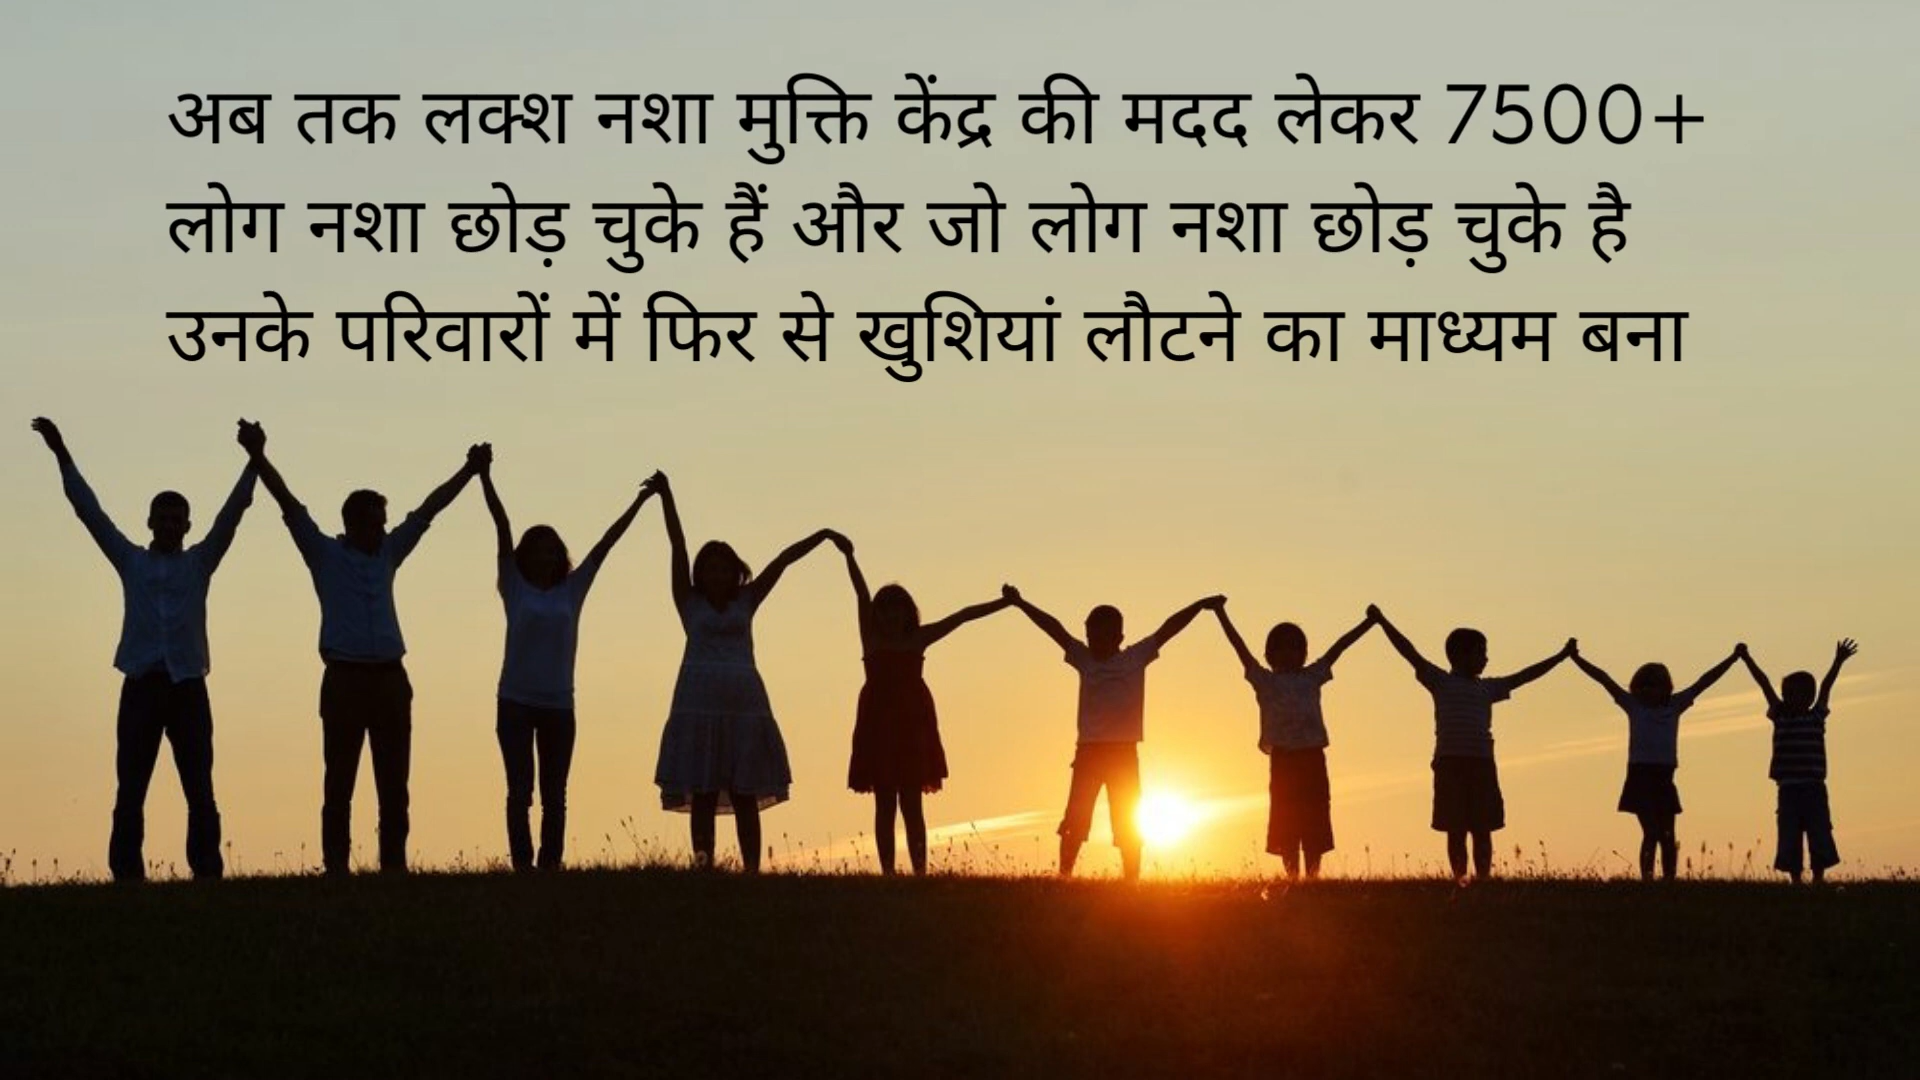 अब तक लक्श नशा मुक्ति केंद्र की मदद लेकर 7500+
लोग नशा छोड़ चुके हैं और जो लोग नशा छोड़ चुके है
उनके परिवारों में फिर से खुशियां लौटने का माध्यम बना